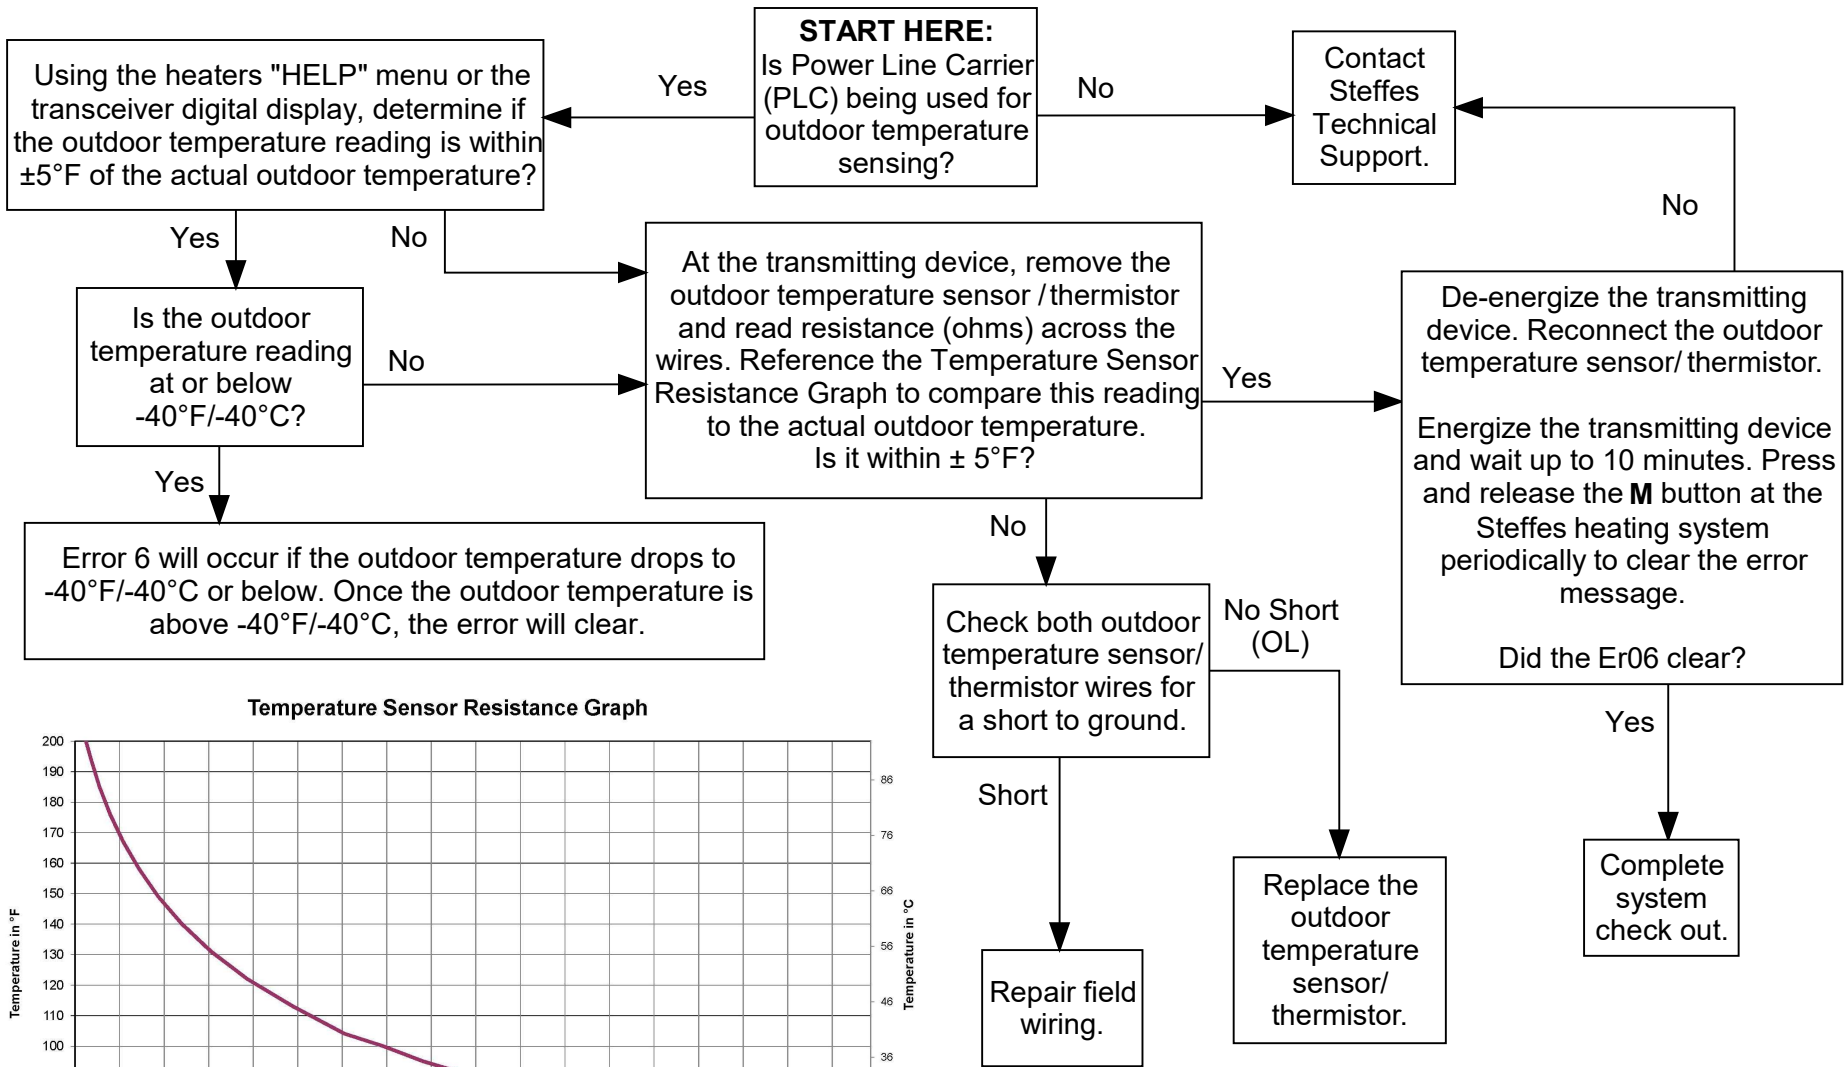 START HERE:
Is Power Line Carrier
(PLC) being used for
outdoor temperature
sensing?
Yes
No
Using the heaters "HELP" menu or the
transceiver digital display, determine if
the outdoor temperature reading is within
±5°F of the actual outdoor temperature?
Contact
Steffes
Technical
Support.
Yes
No
No
Is the outdoor
temperature reading
at or below
-40°F/-40°C?
No
Yes
At the transmitting device, remove the
outdoor temperature sensor /thermistor
and read resistance (ohms) across the
wires. Reference the Temperature Sensor
Resistance Graph to compare this reading
to the actual outdoor temperature.
Is it within ± 5°F?
Yes
No
De-energize the transmitting
device. Reconnect the outdoor
temperature sensor/ thermistor.
Energize the transmitting device
and wait up to 10 minutes. Press
and release the M button at the
Steffes heating system
periodically to clear the error
message.
Did the Er06 clear?
Yes
Error 6 will occur if the outdoor temperature drops to
-40°F/-40°C or below. Once the outdoor temperature is
above -40°F/-40°C, the error will clear.
Check both outdoor
temperature sensor/
thermistor wires for
a short to ground.
No Short
(OL)
Short
Repair field
wiring.
Replace the
outdoor
temperature
sensor/
thermistor.
Complete
system
check out.
Temperature Sensor Resistance Graph
Temperature in °F
200
190
180
170
160
150
140
130
120
110
100
86
76
66
56
46
36
Temperature in °C